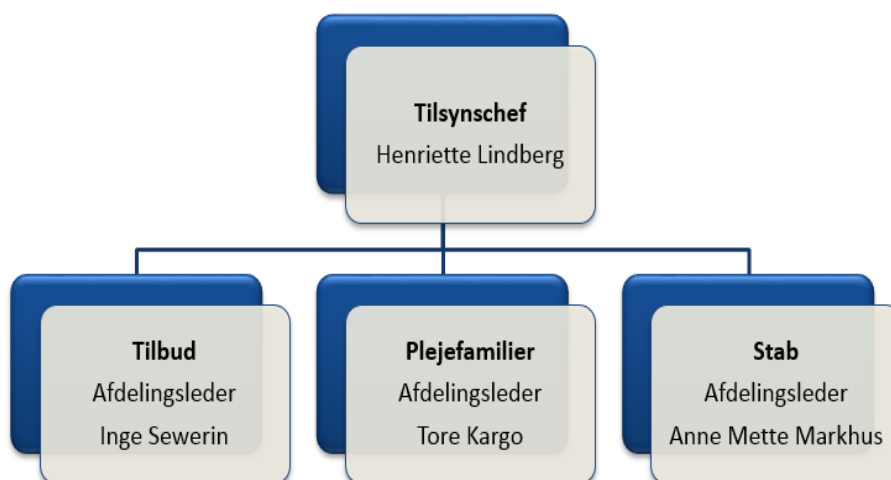 Tilsynschef
Henriette Lindberg
Tilbud
Afdelingsleder
Inge Sewerin
Plejefamilier
Afdelingsleder
Tore Kargo
Stab
Afdelingsleder
Anne Mette Markhus